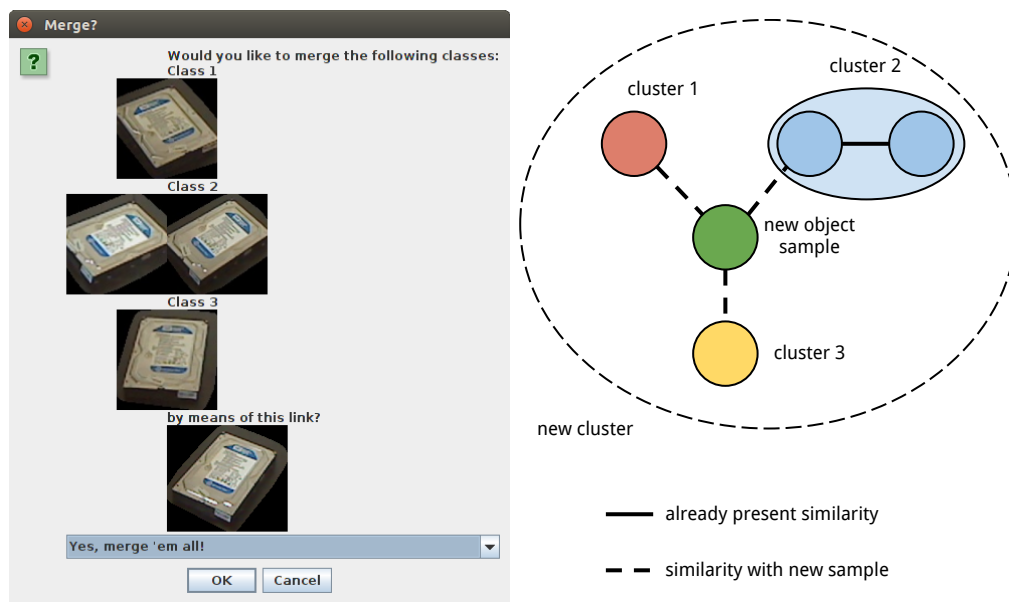 Merge?
?
Would you like to merge the following classes:
Class 1
Class 2
Class 3
by means of this link?
Yes, merge 'em all!
OK
Cancel
cluster 1
cluster 2
new object
sample
cluster 3
new cluster
already present similarity
similarity with new sample